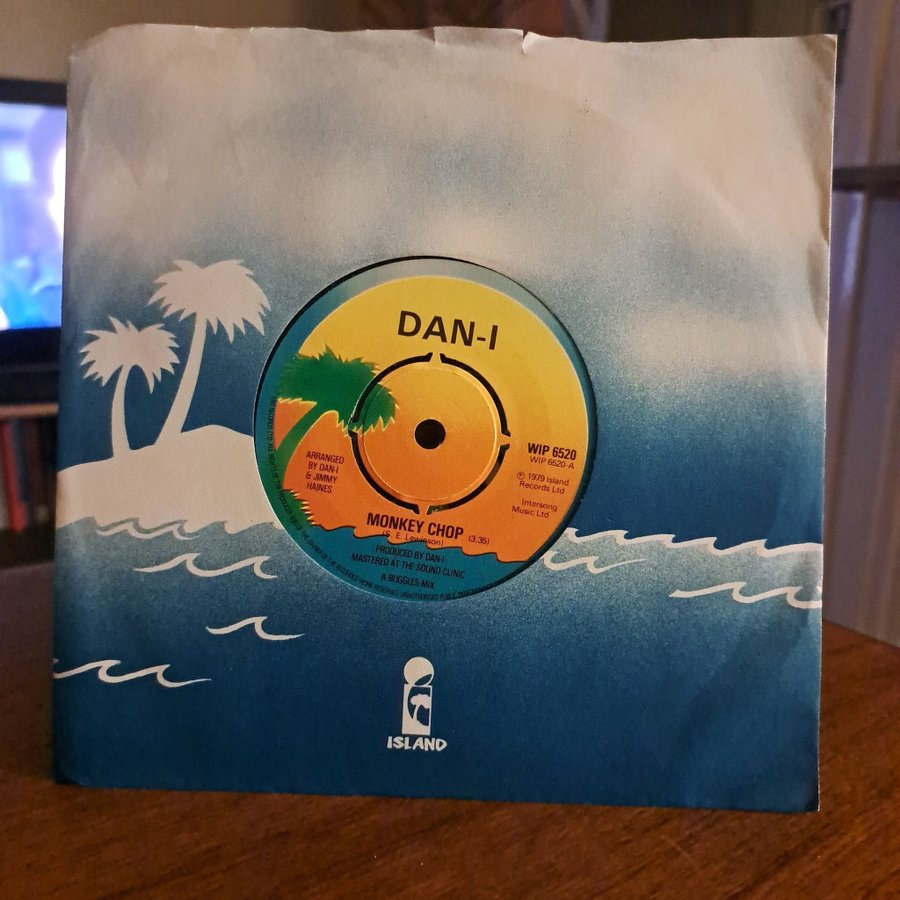 DAN-I
WIP 6520
WIP 6520-A
ARRANGED
BY DAN-I
& JIMMY
HAINES
℗ 1979 Island
Records Ltd
Intersong
Music Ltd
MONKEY CHOP
(S. E. Lewinson) (3.35)
PRODUCED BY DAN-I
MASTERED AT THE SOUND CLINIC
A BUGGLES MIX
ISLAND